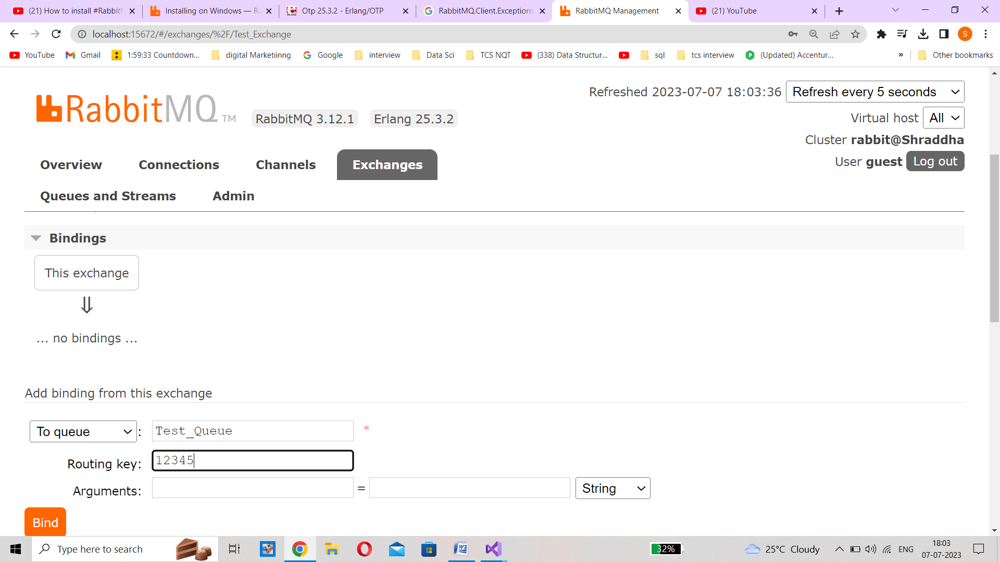 (21) How to install #Rabbit
Installing on Windows — Ra
Otp 25.3.2 - Erlang/OTP
RabbitMQ.Client.Exceptions
RabbitMQ Management
(21) YouTube
localhost:15672/#/exchanges/%2F/Test_Exchange
S
YouTube
Gmail
1:59:33 Countdown...
digital Marketiinng
Google
interview
Data Sci
TCS NQT
(338) Data Structur...
sql
tcs interview
(Updated) Accentur...
»
Other bookmarks
RabbitMQ TM
RabbitMQ 3.12.1
Erlang 25.3.2
Refreshed 2023-07-07 18:03:36
Refresh every 5 seconds
Virtual host All
Cluster rabbit@Shraddha
User guest Log out
Overview
Connections
Channels
Exchanges
Queues and Streams
Admin
Bindings
This exchange
⇓
... no bindings ...
Add binding from this exchange
To queue : Test_Queue *
Routing key: 12345
Arguments: = String
Bind
Type here to search
32%
25°C Cloudy
ENG
18:03
07-07-2023